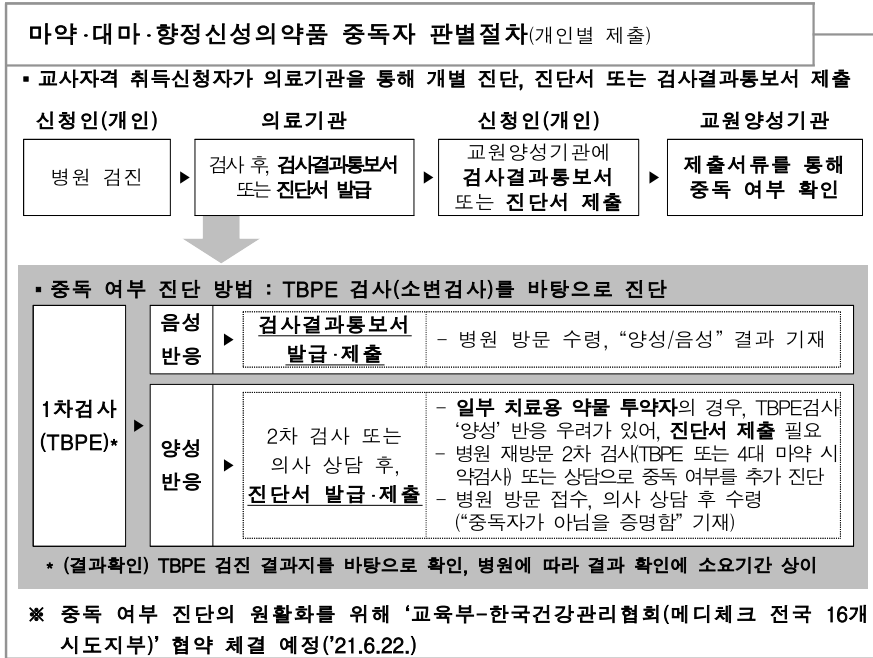 마약·대마·향정신성의약품 중독자 판별절차(개인별 제출)
▪ 교사자격 취득신청자가 의료기관을 통해 개별 진단, 진단서 또는 검사결과통보서 제출
신청인(개인)
병원 검진
▶
의료기관
검사 후, 검사결과통보서
또는 진단서 발급
▶
신청인(개인)
교원양성기관에
검사결과통보서
또는 진단서 제출
▶
교원양성기관
제출서류를 통해
중독 여부 확인
▪ 중독 여부 진단 방법 : TBPE 검사(소변검사)를 바탕으로 진단
1차검사
(TBPE)*
▶
음성
반응
▶
검사결과통보서
발급·제출
- 병원 방문 수령, “양성/음성” 결과 기재
양성
반응
▶
2차 검사 또는
의사 상담 후,
진단서 발급·제출
- 일부 치료용 약물 투약자의 경우, TBPE검사
‘양성’ 반응 우려가 있어, 진단서 제출 필요
- 병원 재방문 2차 검사(TBPE 또는 4대 마약 시
약검사) 또는 상담으로 중독 여부를 추가 진단
- 병원 방문 접수, 의사 상담 후 수령
(“중독자가 아님을 증명함” 기재)
* (결과확인) TBPE 검진 결과지를 바탕으로 확인, 병원에 따라 결과 확인에 소요기간 상이
※ 중독 여부 진단의 원활화를 위해 ‘교육부-한국건강관리협회(메디체크 전국 16개
시도지부)’ 협약 체결 예정(’21.6.22.)